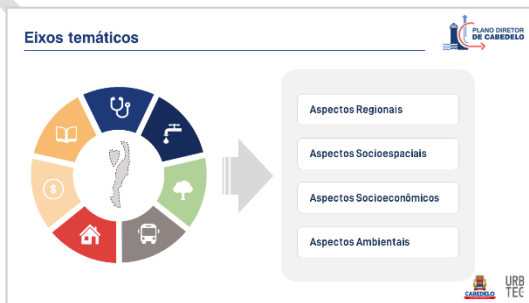 Eixos temáticos
PLANO DIRETOR
DE CABEDELO
Aspectos Regionais
Aspectos Socioespaciais
Aspectos Socioeconômicos
Aspectos Ambientais
$
CABEDELO
URB
TEC